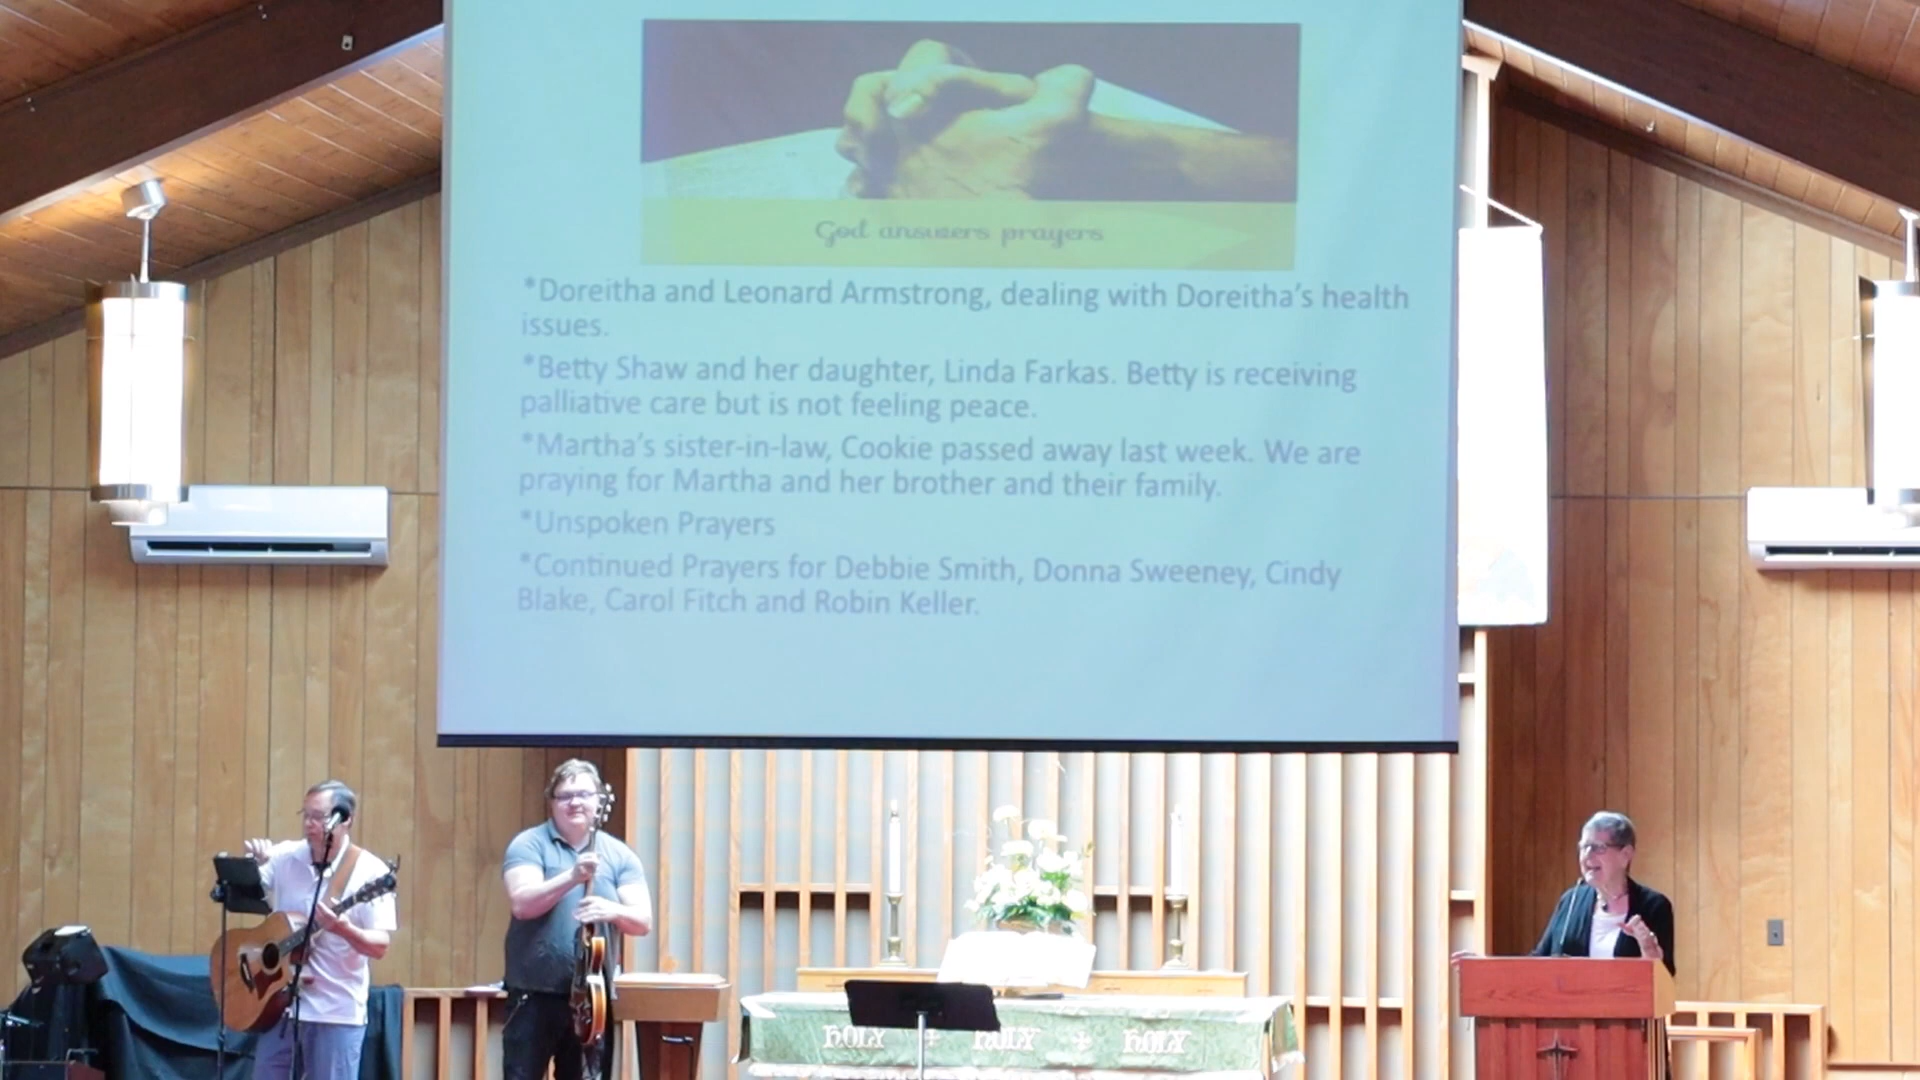 God answers prayers
*Doreitha and Leonard Armstrong, dealing with Doreitha's health
issues.
*Betty Shaw and her daughter, Linda Farkas. Betty is receiving
palliative care but is not feeling peace.
*Martha's sister-in-law, Cookie passed away last week. We are
praying for Martha and her brother and their family.
*Unspoken Prayers
*Continued Prayers for Debbie Smith, Donna Sweeney, Cindy
Blake, Carol Fitch and Robin Keller.
HOLY + HOLY + HOLY